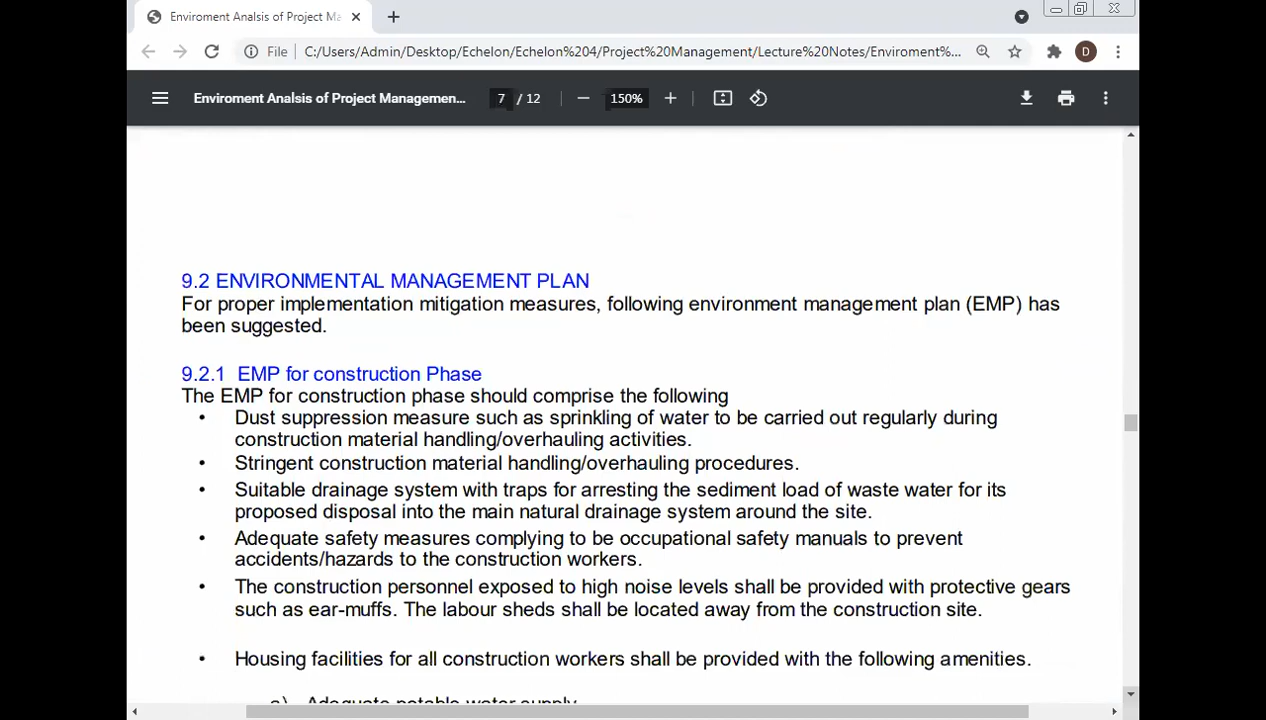 Enviroment Analsis of Project Ma
File C:/Users/Admin/Desktop/Echelon/Echelon%204/Project%20Management/Lecture%20Notes/Enviroment%... D
Enviroment Analsis of Project Managemen... 7 / 12 150%
9.2 ENVIRONMENTAL MANAGEMENT PLAN
For proper implementation mitigation measures, following environment management plan (EMP) has
been suggested.
9.2.1 EMP for construction Phase
The EMP for construction phase should comprise the following
• Dust suppression measure such as sprinkling of water to be carried out regularly during
construction material handling/overhauling activities.
• Stringent construction material handling/overhauling procedures.
• Suitable drainage system with traps for arresting the sediment load of waste water for its
proposed disposal into the main natural drainage system around the site.
• Adequate safety measures complying to be occupational safety manuals to prevent
accidents/hazards to the construction workers.
• The construction personnel exposed to high noise levels shall be provided with protective gears
such as ear-muffs. The labour sheds shall be located away from the construction site.
• Housing facilities for all construction workers shall be provided with the following amenities.
a) Adequate potable water supply